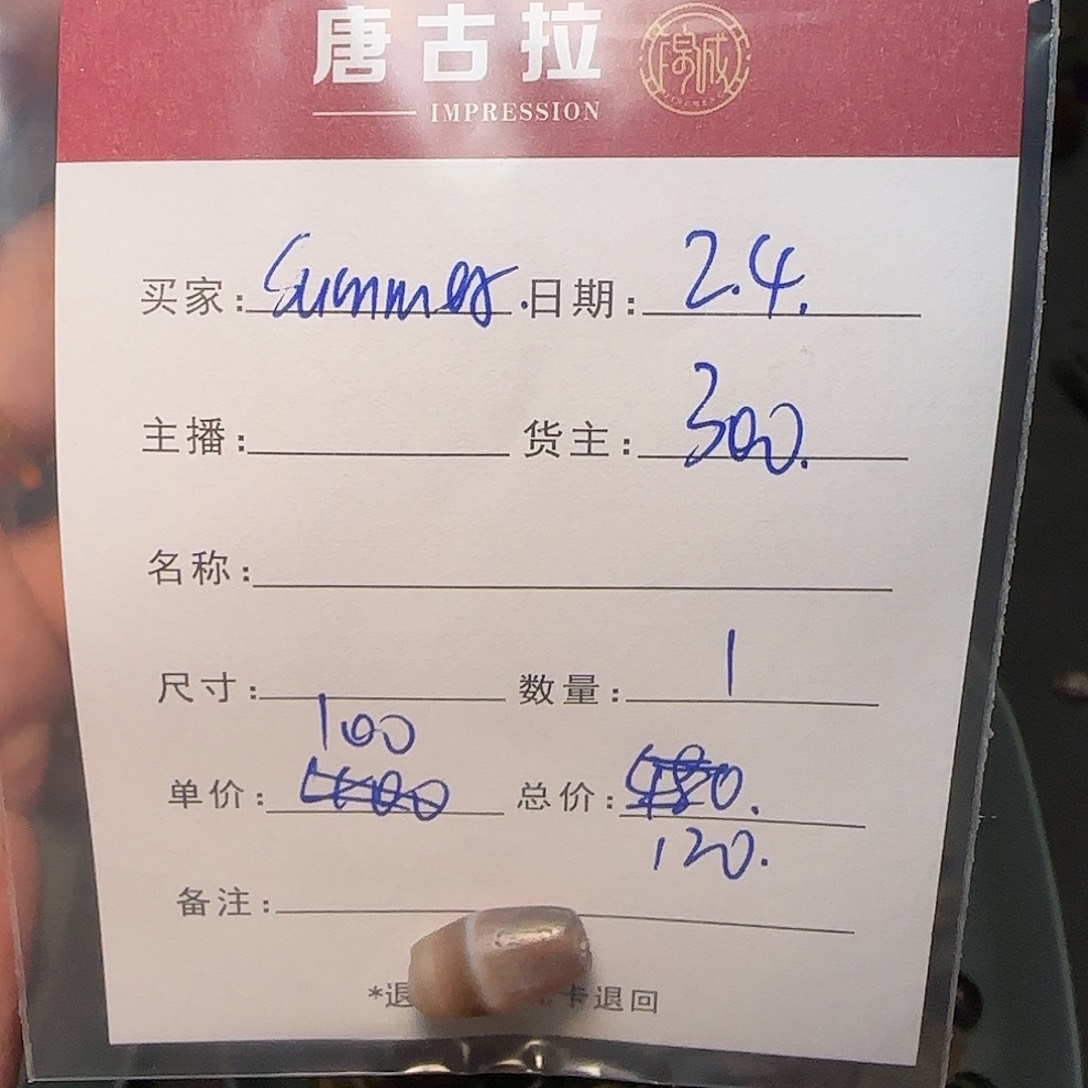 唐古拉
IMPRESSION
买家: Summer. 日期: 2.4.
主播: 货主: 300.
名称:
尺寸: 数量: 1
100
单价: 总价:
120.
备注:
*退 卡退回